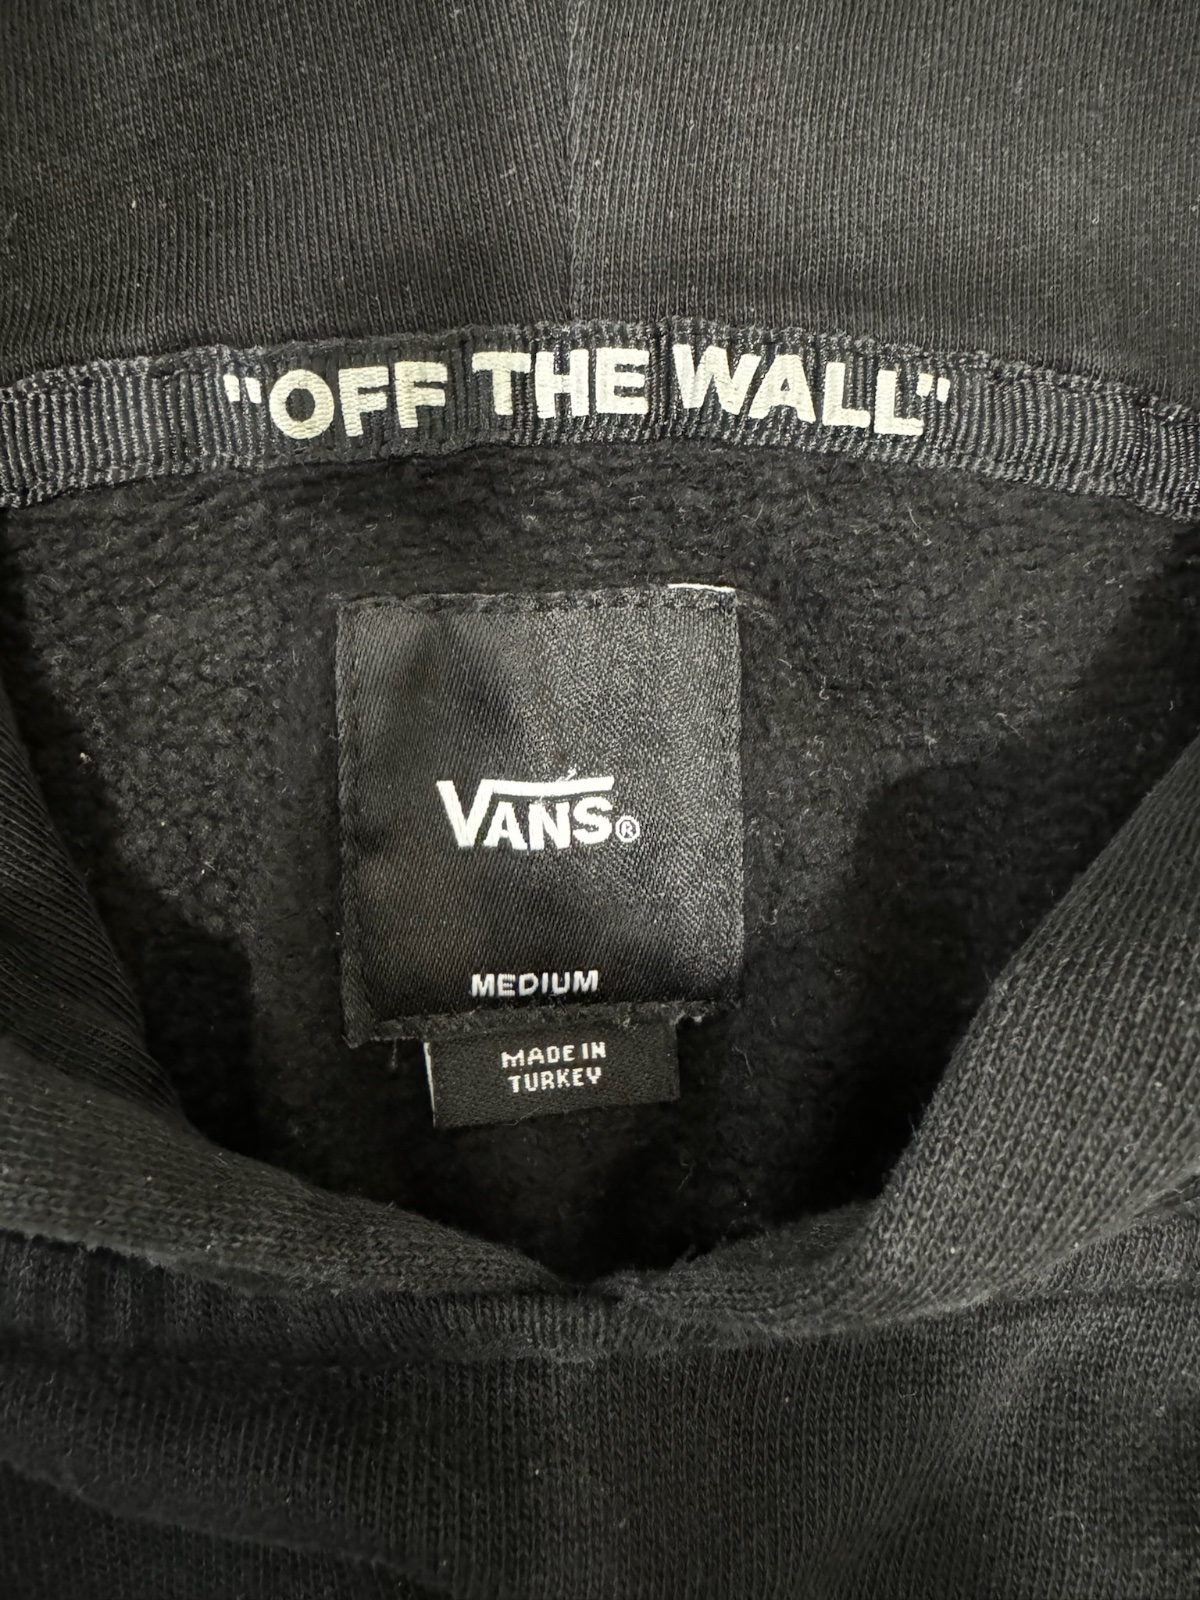 "OFF THE WALL"
VANS®
MEDIUM
MADE IN
TURKEY